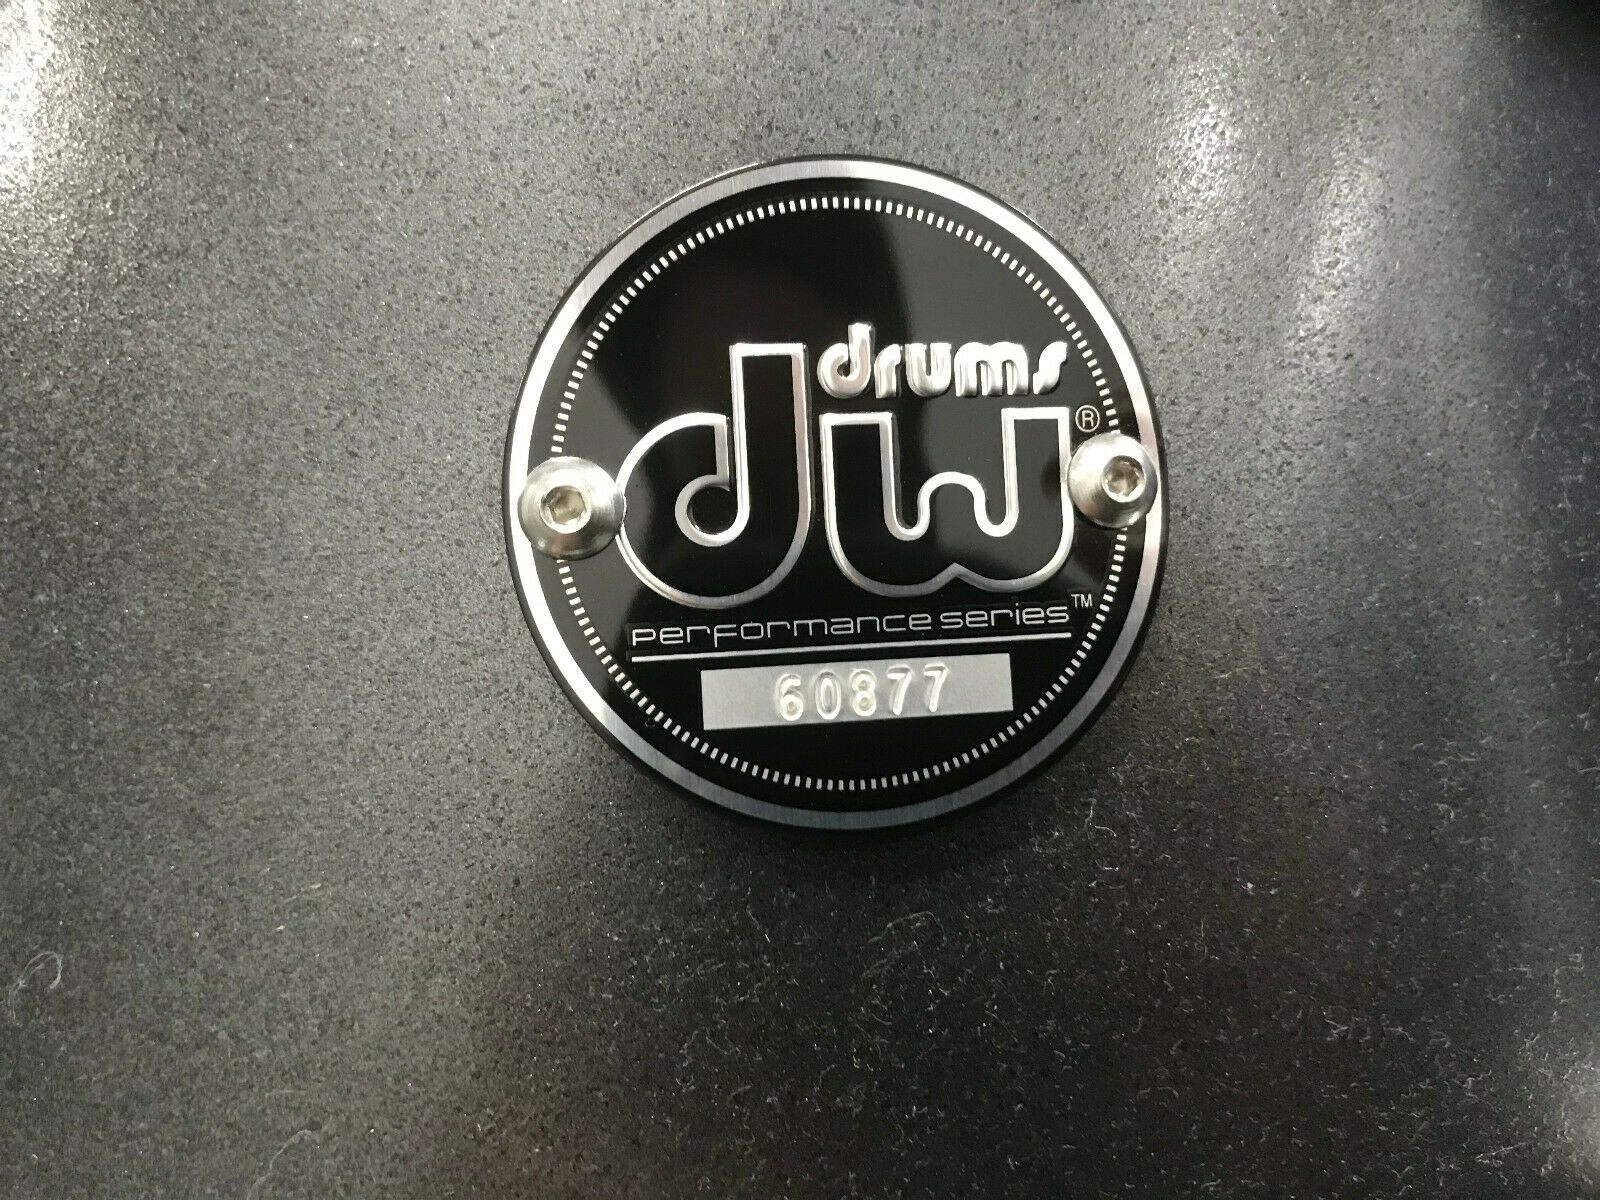 drums
dw®
Performance series™
60877